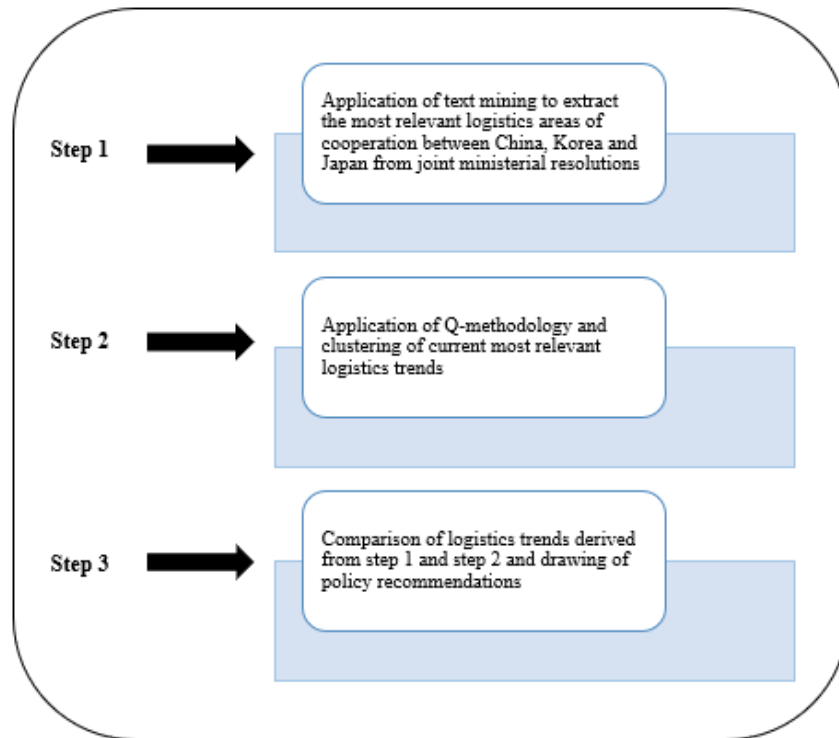 Step 1
Application of text mining to extract
the most relevant logistics areas of
cooperation between China, Korea and
Japan from joint ministerial resolutions
Step 2
Application of Q-methodology and
clustering of current most relevant
logistics trends
Step 3
Comparison of logistics trends derived
from step 1 and step 2 and drawing of
policy recommendations